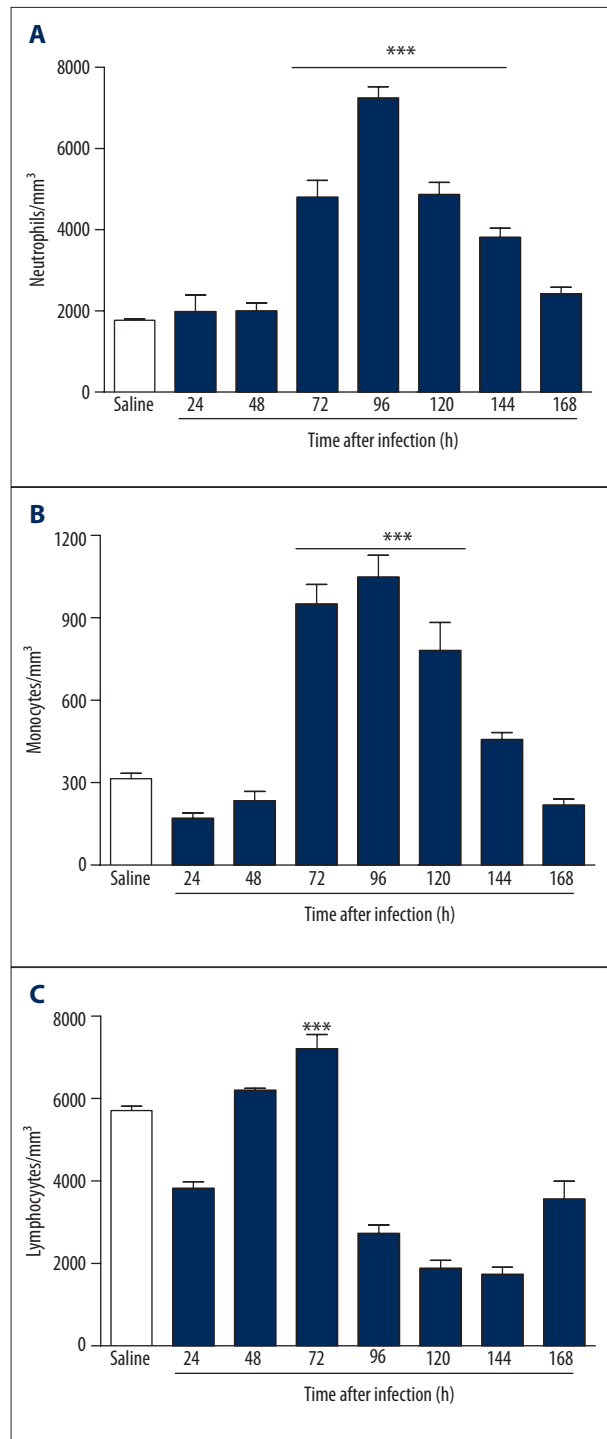 A
***
8000
6000
4000
2000
0
Neutrophils/mm³
Saline 24 48 72 96 120 144 168
Time after infection (h)
B
***
1200
900
600
300
0
Monocytes/mm³
Saline 24 48 72 96 120 144 168
Time after infection (h)
C
***
8000
6000
4000
2000
0
Lymphocyytes/mm³
Saline 24 48 72 96 120 144 168
Time after infection (h)